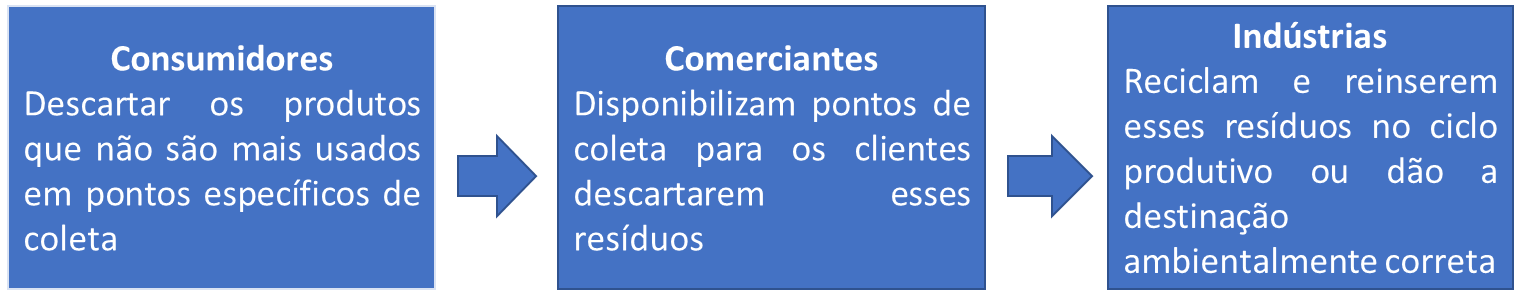 Consumidores
Descartar os produtos
que não são mais usados
em pontos específicos de
coleta
Comerciantes
Disponibilizam pontos de
coleta para os clientes
descartarem esses
resíduos
Indústrias
Reciclam e reinserem
esses resíduos no ciclo
produtivo ou dão a
destinação
ambientalmente correta